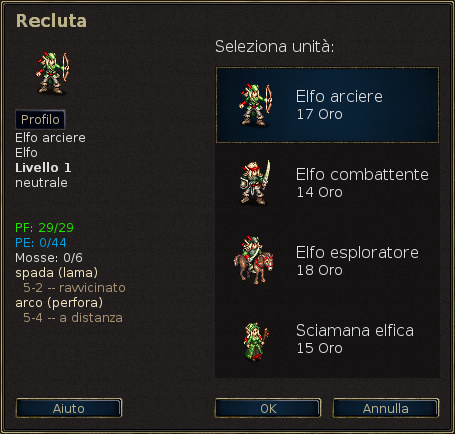 Recluta
Profilo
Elfo arciere
Elfo
Livello 1
neutrale
PF: 29/29
PE: 0/44
Mosse: 0/6
spada (lama)
5-2 -- ravvicinato
arco (perfora)
5-4 -- a distanza
Seleziona unità:
Elfo arciere
17 Oro
Elfo combattente
14 Oro
Elfo esploratore
18 Oro
Sciamana elfica
15 Oro
Aiuto
OK
Annulla